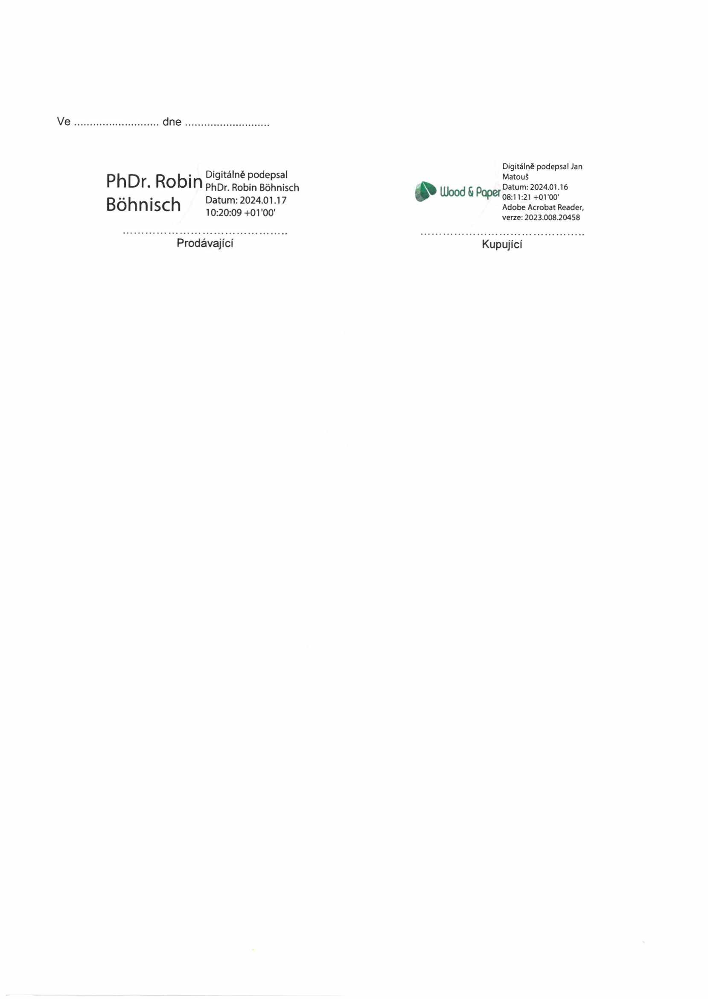 Ve ........................... dne ...........................
PhDr. Robin
Böhnisch
Digitálně podepsal
PhDr. Robin Böhnisch
Datum: 2024.01.17
10:20:09 +01'00'
............................................
Prodávající
Wood & Paper
Digitálně podepsal Jan
Matouš
Datum: 2024.01.16
08:11:21 +01'00'
Adobe Acrobat Reader,
verze: 2023.008.20458
............................................
Kupující